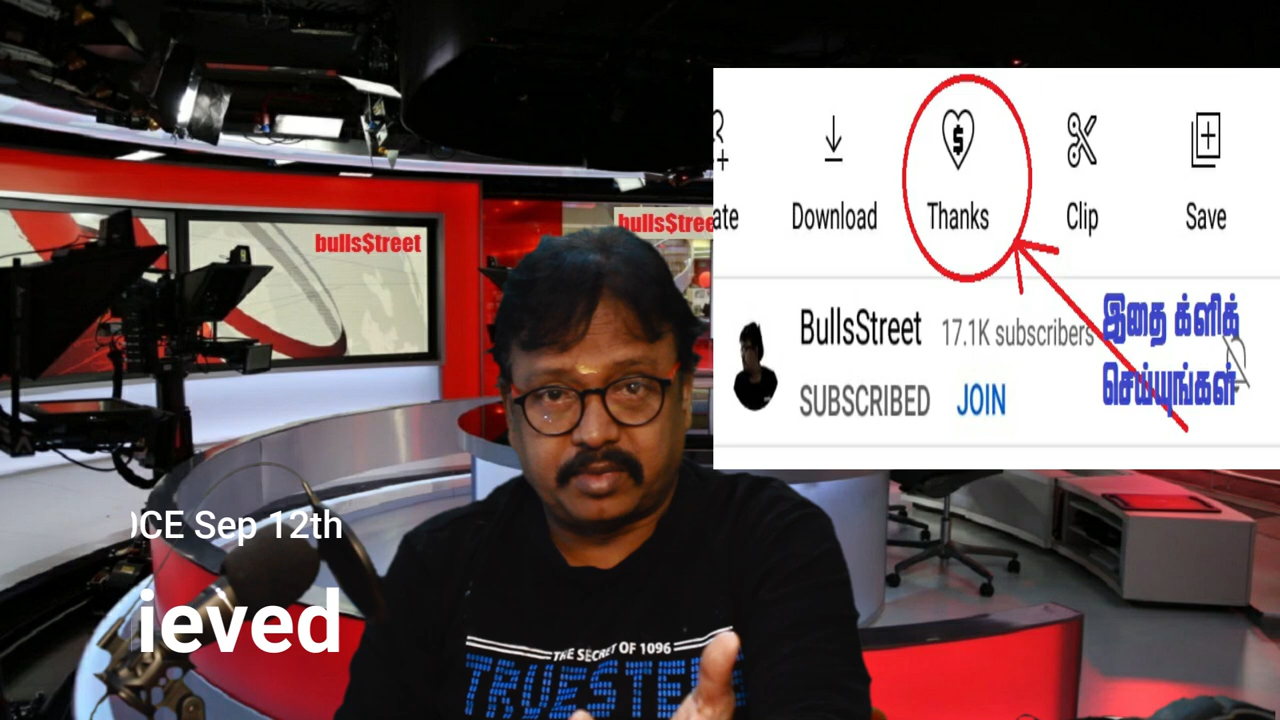 bulls$treet
bulls$tree
ate
Download
Thanks
Clip
Save
BullsStreet
17.1K subscribers
SUBSCRIBED
JOIN
இதை க்ளிக்
செய்யுங்கள்
CE Sep 12th
ieved
THE SECRET OF 1096